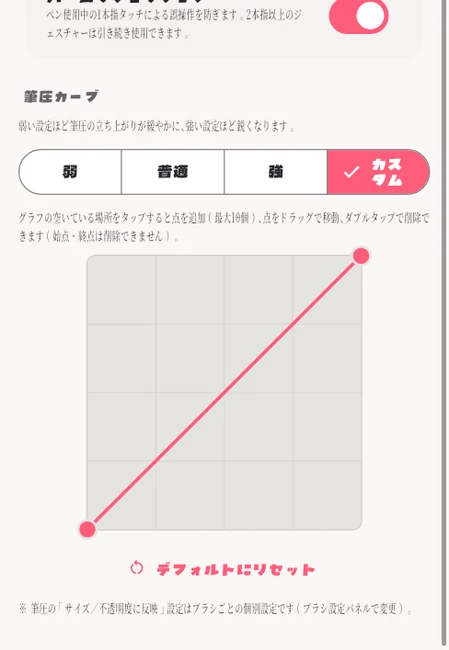 ペン使用中の1本指タッチによる誤操作を防ぎます。2本指以上のジ
ェスチャーは引き続き使用できます。
筆圧カーブ
弱い設定ほど筆圧の立ち上がりが緩やかに、強い設定ほど鋭くなります。
弱
普通
強
カス
タム
グラフの空いている場所をタップすると点を追加(最大10個)、点をドラッグで移動、ダブルタップで削除で
きます(始点・終点は削除できません)。
デフォルトにリセット
※ 筆圧の「サイズ／不透明度に反映」設定はブラシごとの個別設定です(ブラシ設定パネルで変更)。